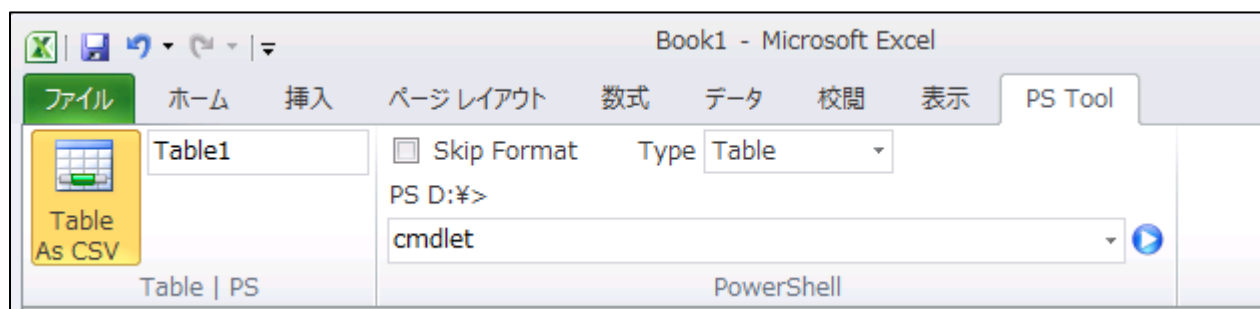 Book1 - Microsoft Excel
ファイル ホーム 挿入 ページ レイアウト 数式 データ 校閲 表示 PS Tool
Table1 Skip Format Type Table
PS D:¥>
Table
As CSV
cmdlet
Table | PS PowerShell